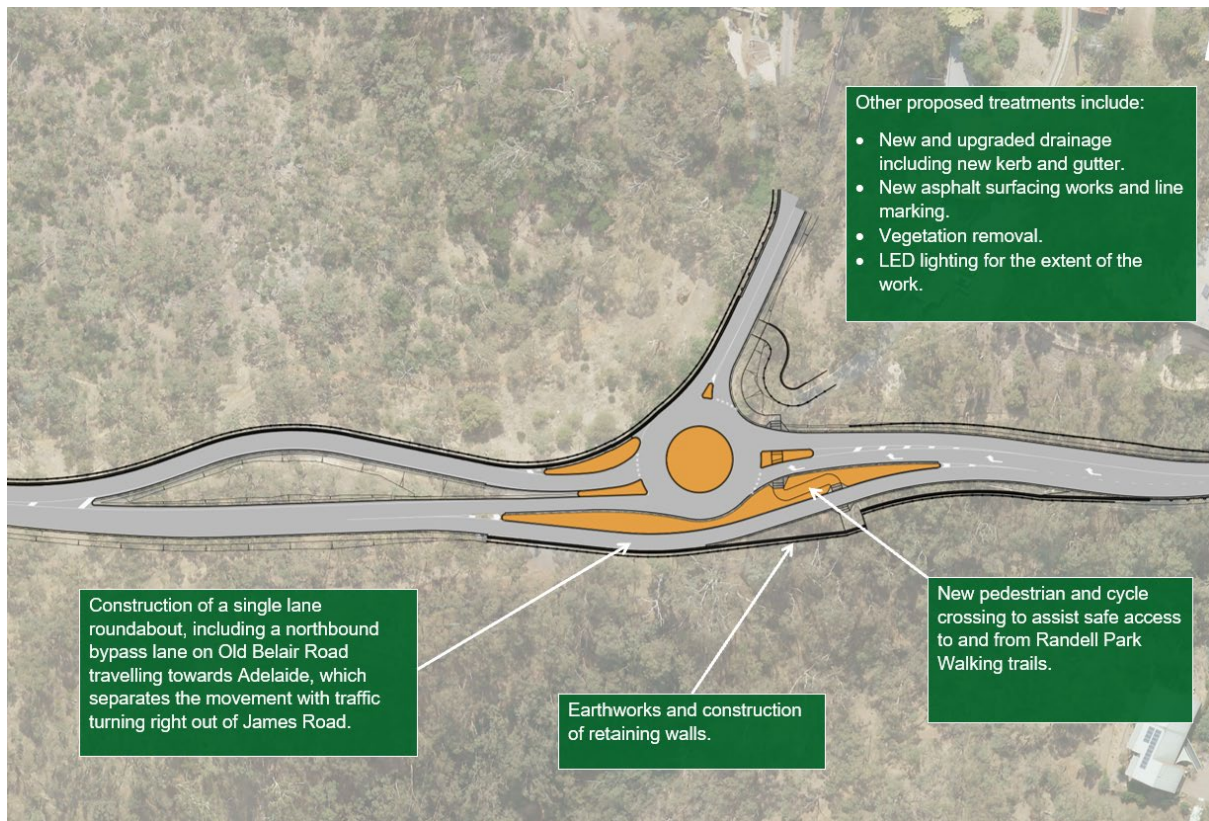 Other proposed treatments include:
• New and upgraded drainage
including new kerb and gutter.
• New asphalt surfacing works and line
marking.
• Vegetation removal.
• LED lighting for the extent of the
work.
Construction of a single lane
roundabout, including a northbound
bypass lane on Old Belair Road
travelling towards Adelaide, which
separates the movement with traffic
turning right out of James Road.
Earthworks and construction
of retaining walls.
New pedestrian and cycle
crossing to assist safe access
to and from Randell Park
Walking trails.